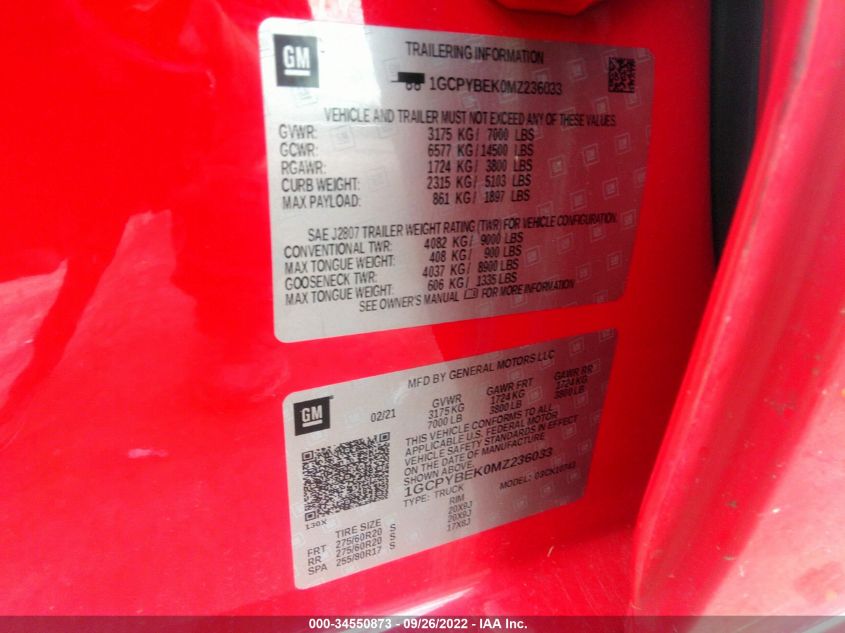 GM
TRAILERING INFORMATION
1GCPYBEK0MZ236033
VEHICLE AND TRAILER MUST NOT EXCEED ANY OF THESE VALUES.
GVWR: 3175 KG / 7000 LBS
GCWR: 6577 KG / 14500 LBS
RGAWR: 1724 KG / 3800 LBS
CURB WEIGHT: 2315 KG / 5103 LBS
MAX PAYLOAD: 861 KG / 1897 LBS
SAE J2807 TRAILER WEIGHT RATING (TWR) FOR VEHICLE CONFIGURATION.
CONVENTIONAL TWR: 4082 KG / 9000 LBS
MAX TONGUE WEIGHT: 408 KG / 900 LBS
GOOSENECK TWR: 4037 KG / 8900 LBS
MAX TONGUE WEIGHT: 606 KG / 1335 LBS
SEE OWNER'S MANUAL FOR MORE INFORMATION
GM
MFD BY GENERAL MOTORS LLC
02/21
GVWR GAWR FRT GAWR RR
3175 KG 1724 KG 1724 KG
7000 LB 3800 LB 3800 LB
THIS VEHICLE CONFORMS TO ALL
APPLICABLE U.S. FEDERAL MOTOR
VEHICLE SAFETY STANDARDS IN EFFECT
ON THE DATE OF MANUFACTURE
SHOWN ABOVE.
1GCPYBEK0MZ236033
TYPE: TRUCK MODEL:
130X
TIRE SIZE RIM
FRT 275/60R20 S 20X9J
RR 275/60R20 S 20X9J
SPA 255/80R17 S 17X8J
000-34550873 - 09/26/2022 - IAA Inc.